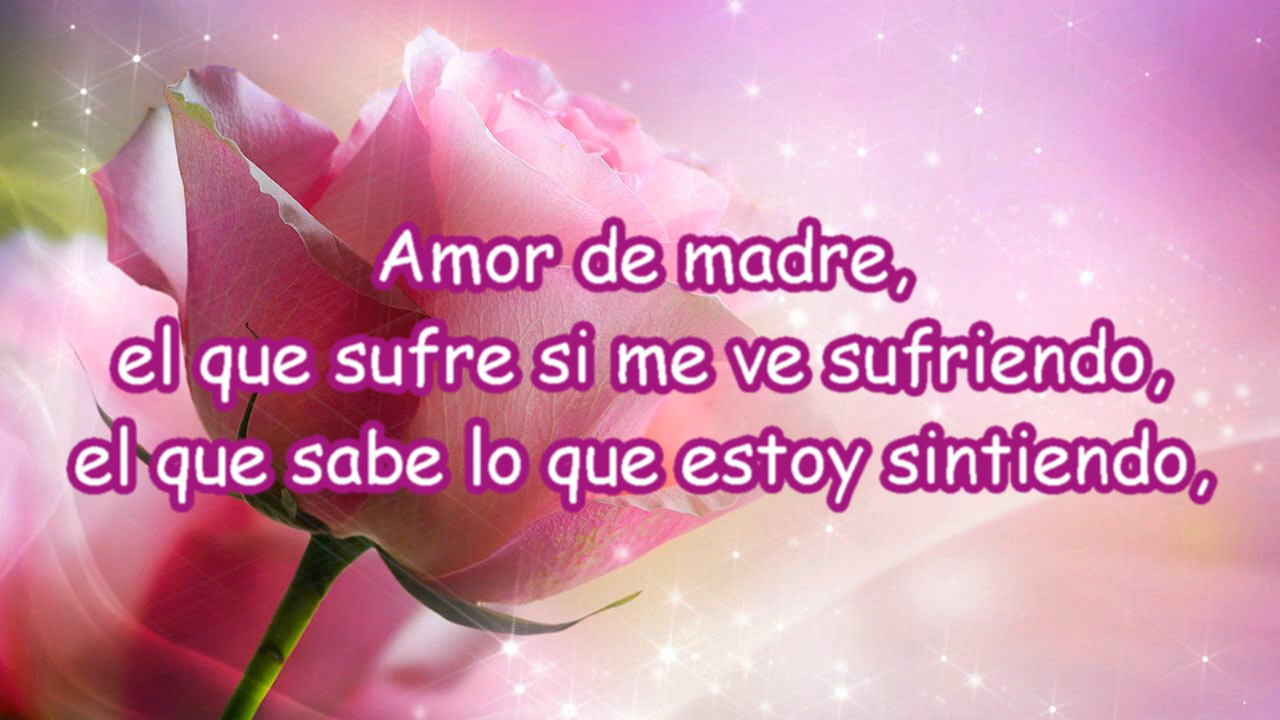 Amor de madre,
el que sufre si me ve sufriendo,
el que sabe lo que estoy sintiendo,